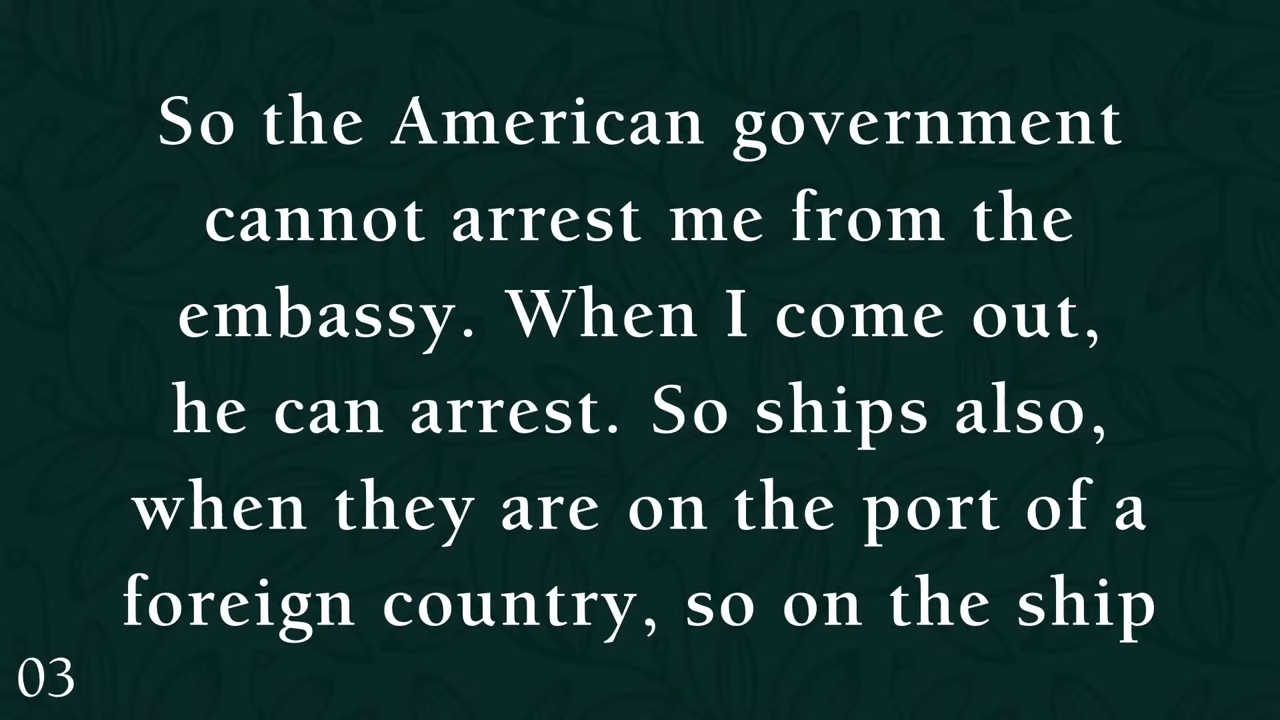 So the American government
cannot arrest me from the
embassy. When I come out,
he can arrest. So ships also,
when they are on the port of a
foreign country, so on the ship
03